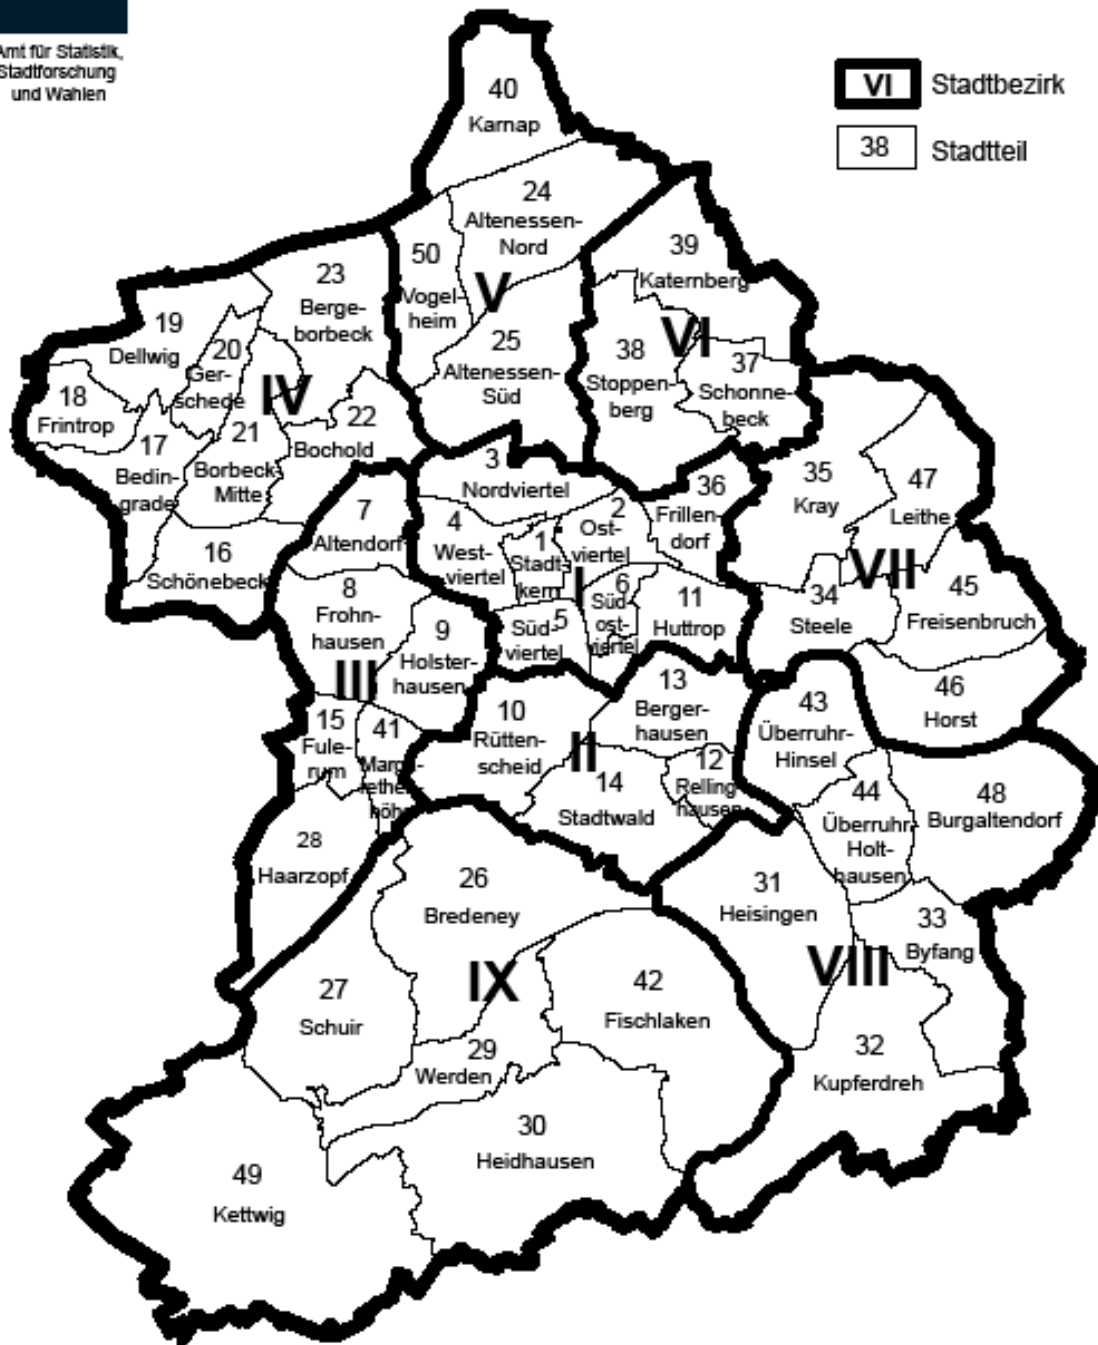 Amt für Statistik,
Stadtforschung
und Wahlen
VI Stadtbezirk
38 Stadtteil
40
Karnap
24
Altenessen-
Nord
50
Vogel-
heim
V
25
Altenessen-
Süd
39
Katernberg
VI
38
Stoppen-
berg
37
Schonne-
beck
23
Berge-
borbeck
19
Dellwig
20
Ger-
schede
IV
18
Frintrop
17
Bedin-
grade
21
Borbeck
Mitte
22
Bochold
16
Schönebeck
3
Nordviertel
36
Frillen-
dorf
35
Kray
47
Leithe
7
Altendorf
4
West-
viertel
1
Stadt-
kern
2
Ost-
viertel
I
6
Süd-
ost-
viertel
5
Süd-
viertel
11
Huttrop
VII
34
Steele
45
Freisenbruch
46
Horst
8
Frohn-
hausen
9
Holster-
hausen
III
15
Fule-
rum
41
Marga-
rethen-
höhe
10
Rütten-
scheid
II
13
Berger-
hausen
12
Relling-
hausen
14
Stadtwald
43
Überruhr-
Hinsel
44
Überruhr-
Holt-
hausen
48
Burgaltendorf
28
Haarzopf
26
Bredeney
31
Heisingen
33
Byfang
VIII
IX
27
Schuir
42
Fischlaken
29
Werden
32
Kupferdreh
30
Heidhausen
49
Kettwig